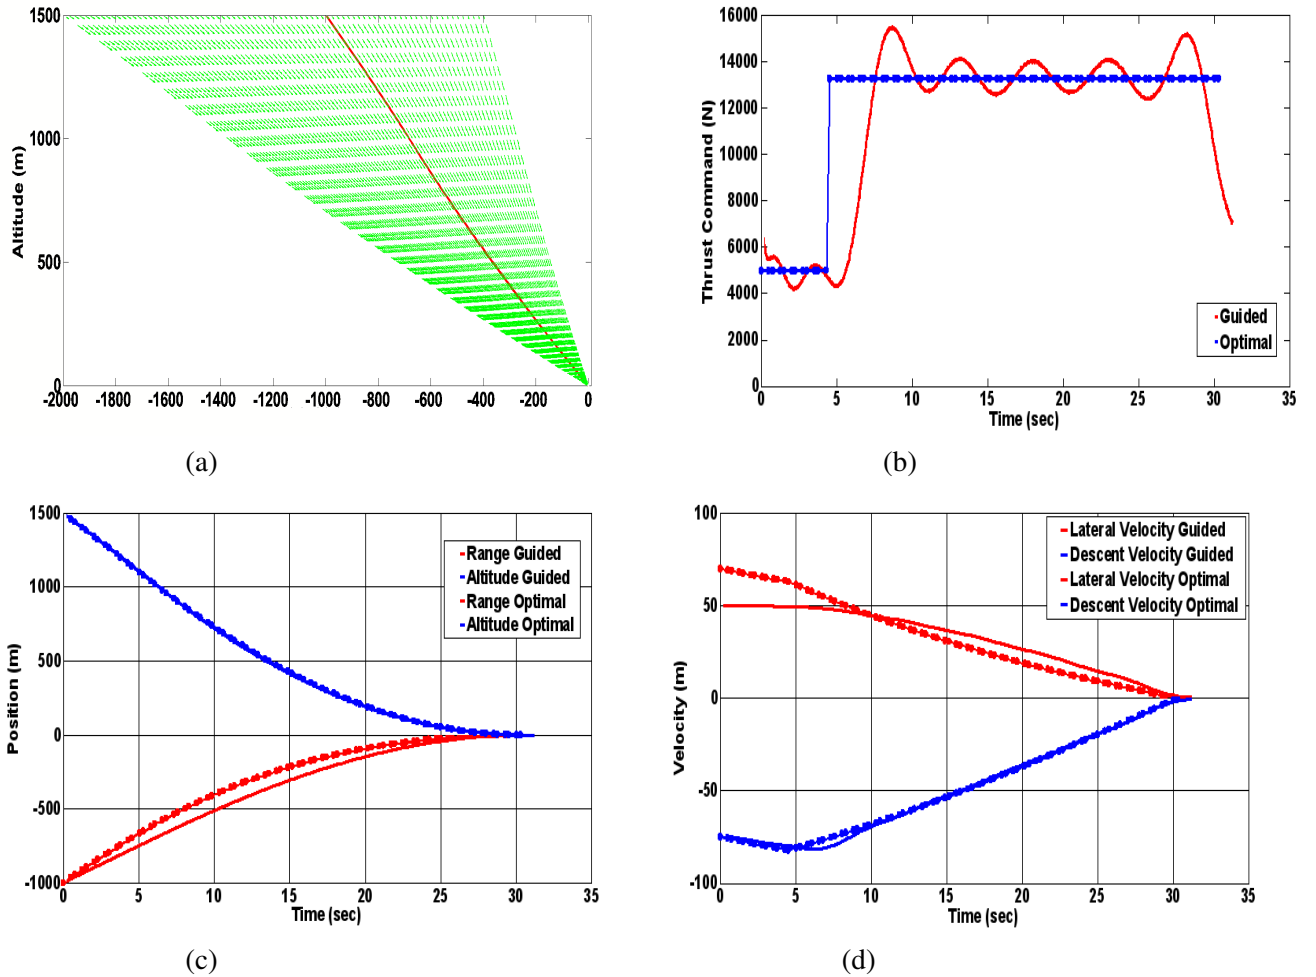 1500
1000
500
0
Altitude (m)
-2000 -1800 -1600 -1400 -1200 -1000 -800 -600 -400 -200 0
(a)
16000
14000
12000
10000
8000
6000
4000
2000
0
Thrust Command (N)
Guided
Optimal
0 5 10 15 20 25 30 35
Time (sec)
(b)
1500
1000
500
0
-500
-1000
Position (m)
Range Guided
Altitude Guided
Range Optimal
Altitude Optimal
0 5 10 15 20 25 30 35
Time (sec)
(c)
100
50
0
-50
-100
Velocity (m)
Lateral Velocity Guided
Descent Velocity Guided
Lateral Velocity Optimal
Descent Velocity Optimal
0 5 10 15 20 25 30 35
Time (sec)
(d)